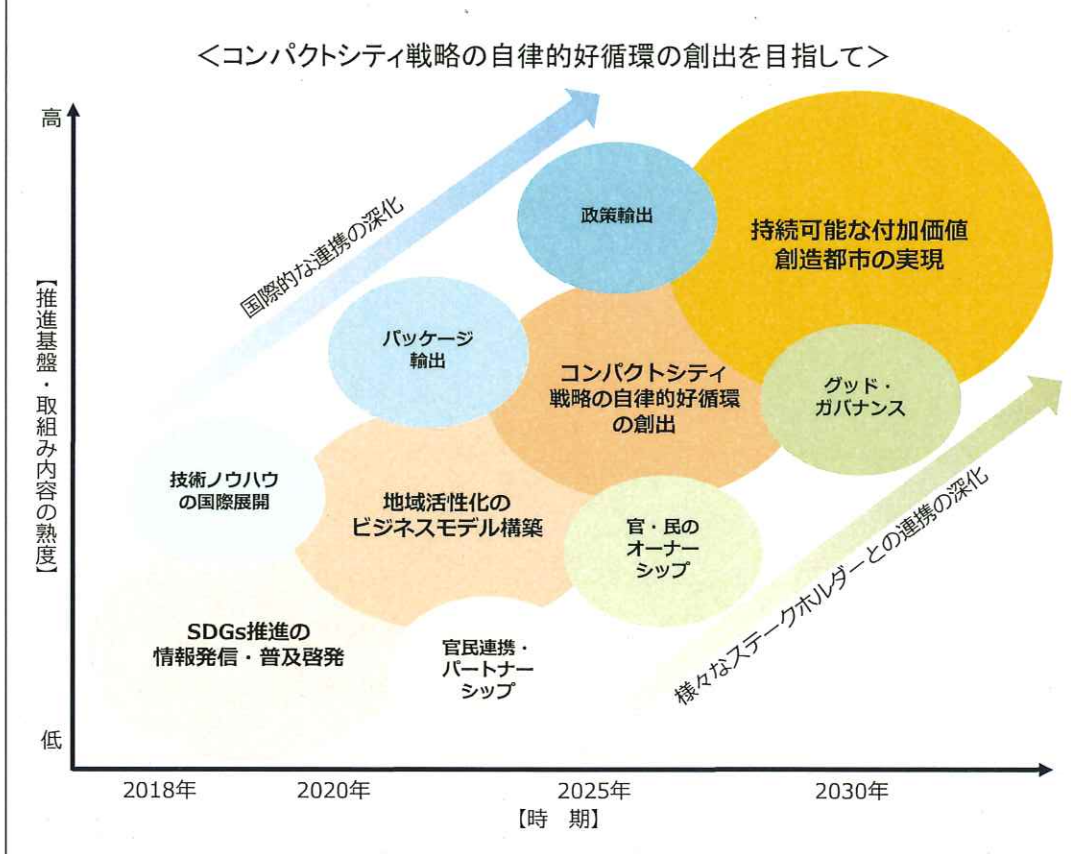 ＜コンパクトシティ戦略の自律的好循環の創出を目指して＞
高
国際的な連携の深化
政策輸出
持続可能な付加価値
創造都市の実現
【推進基盤・取組み内容の熟度】
パッケージ
輸出
コンパクトシティ
戦略の自律的好循環
の創出
グッド・
ガバナンス
技術ノウハウ
の国際展開
地域活性化の
ビジネスモデル構築
官・民の
オーナー
シップ
様々なステークホルダーとの連携の深化
SDGs推進の
情報発信・普及啓発
官民連携・
パートナー
シップ
低
2018年
2020年
2025年
2030年
【時　期】